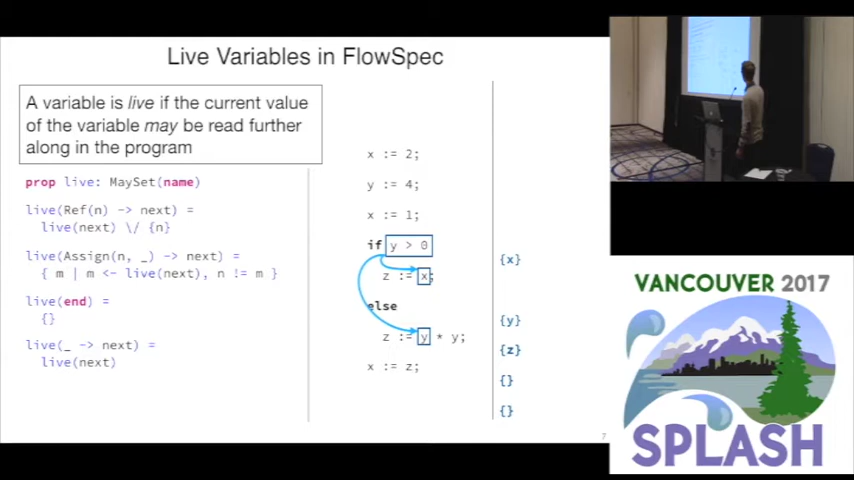 Live Variables in FlowSpec
A variable is live if the current value
of the variable may be read further
along in the program
prop live: MaySet(name)
live(Ref(n) -> next) =
live(next) \/ {n}
live(Assign(n, _) -> next) =
{ m | m <- live(next), n != m }
live(end) =
{}
live(_ -> next) =
live(next)
x := 2;
y := 4;
x := 1;
if y > 0
z := x;
else
z := y * y;
x := z;
{x}
{y}
{z}
{}
{}
7
VANCOUVER 2017
SPLASH